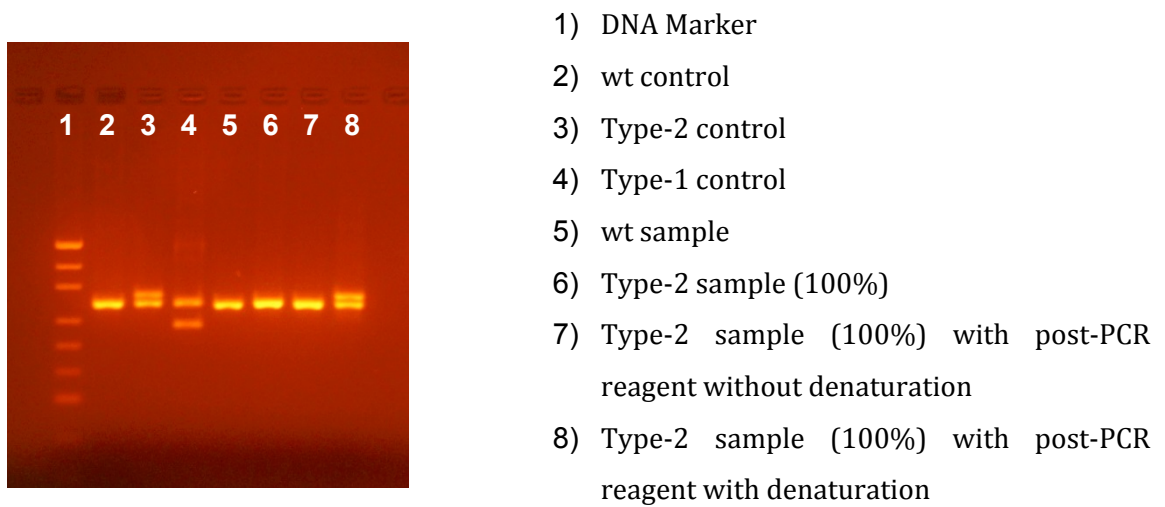 1 2 3 4 5 6 7 8
1) DNA Marker
2) wt control
3) Type-2 control
4) Type-1 control
5) wt sample
6) Type-2 sample (100%)
7) Type-2 sample (100%) with post-PCR
reagent without denaturation
8) Type-2 sample (100%) with post-PCR
reagent with denaturation